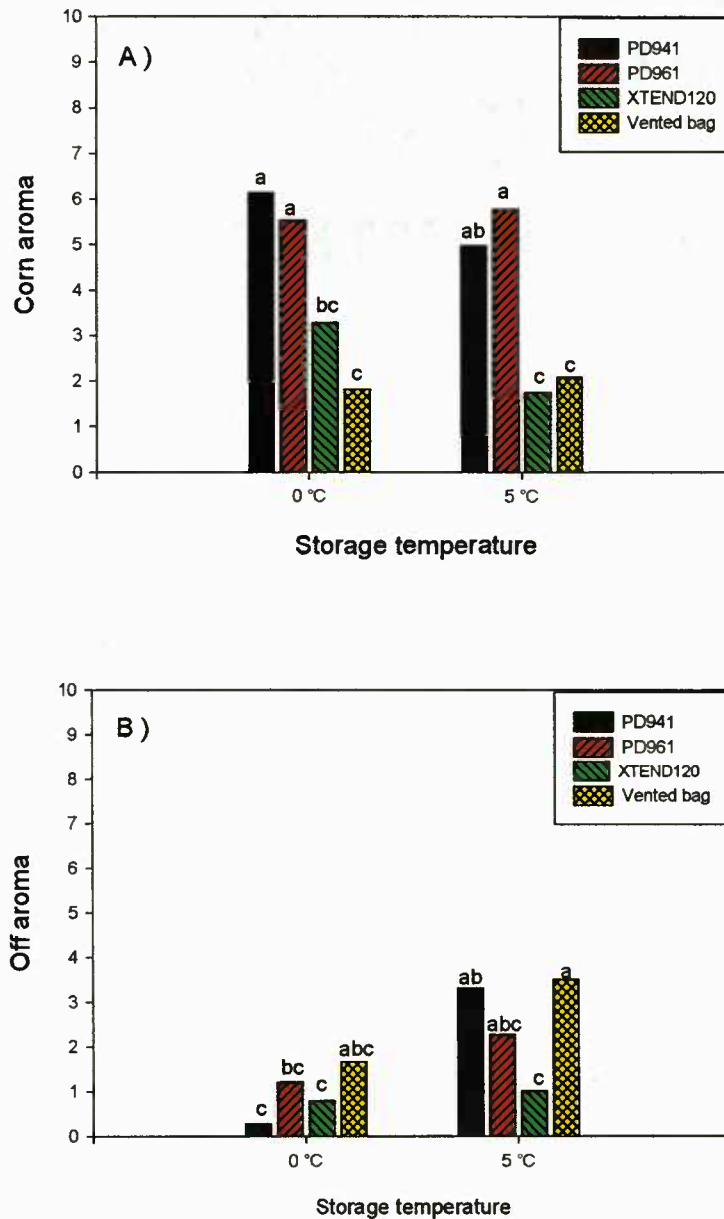 A )
PD941
PD961
XTEND120
Vented bag
10
9
8
7
6
5
4
3
2
1
0
Corn aroma
a
a
bc
c
ab
a
c
c
0 °C
5 °C
Storage temperature
B )
PD941
PD961
XTEND120
Vented bag
10
9
8
7
6
5
4
3
2
1
0
Off aroma
c
bc
c
abc
ab
abc
c
a
0 °C
5 °C
Storage temperature